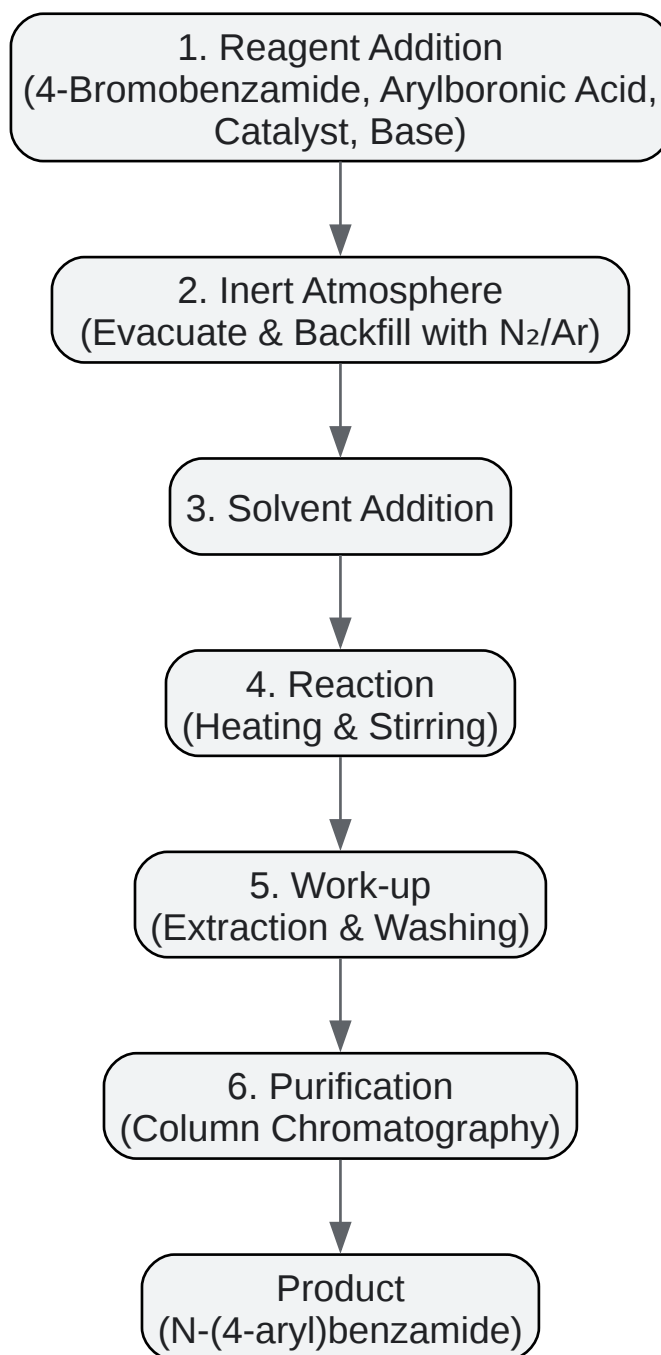 1. Reagent Addition
(4-Bromobenzamide, Arylboronic Acid,
Catalyst, Base)
2. Inert Atmosphere
(Evacuate & Backfill with N₂/Ar)
3. Solvent Addition
4. Reaction
(Heating & Stirring)
5. Work-up
(Extraction & Washing)
6. Purification
(Column Chromatography)
Product
(N-(4-aryl)benzamide)